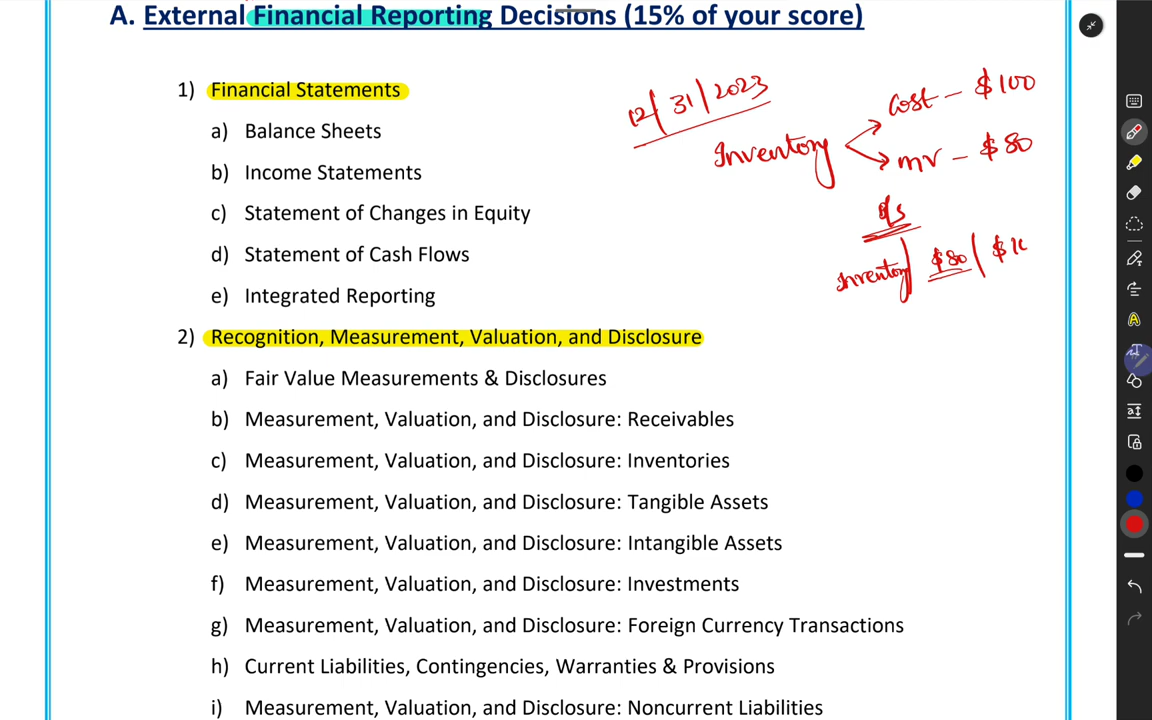 A. External Financial Reporting Decisions (15% of your score)
1) Financial Statements
a) Balance Sheets
b) Income Statements
c) Statement of Changes in Equity
d) Statement of Cash Flows
e) Integrated Reporting
12/31/2023
Inventory
Cost - $100
mv - $80
B/s
Inventory $80 / $10
2) Recognition, Measurement, Valuation, and Disclosure
a) Fair Value Measurements & Disclosures
b) Measurement, Valuation, and Disclosure: Receivables
c) Measurement, Valuation, and Disclosure: Inventories
d) Measurement, Valuation, and Disclosure: Tangible Assets
e) Measurement, Valuation, and Disclosure: Intangible Assets
f) Measurement, Valuation, and Disclosure: Investments
g) Measurement, Valuation, and Disclosure: Foreign Currency Transactions
h) Current Liabilities, Contingencies, Warranties & Provisions
i) Measurement, Valuation, and Disclosure: Noncurrent Liabilities